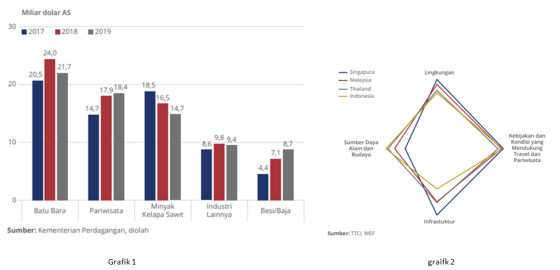 Miliar dolar AS
30
2017 2018 2019
24,0
20,5
21,7
20
14,7
17,9
18,4
18,5
16,5
14,7
10
8,6
9,8
9,4
4,4
7,1
8,7
0
Batu Bara
Pariwisata
Minyak
Kelapa Sawit
Industri
Lainnya
Besi/Baja
Sumber: Kementerian Perdagangan, diolah
Grafik 1
Singapura
Malaysia
Thailand
Indonesia
Lingkungan
Sumber Daya
Alam dan
Budaya
Kebijakan dan
Kondisi yang
Mendukung
Travel dan
Pariwisata
Infrastuktur
Sumber: TTCI, WEF
graifk 2